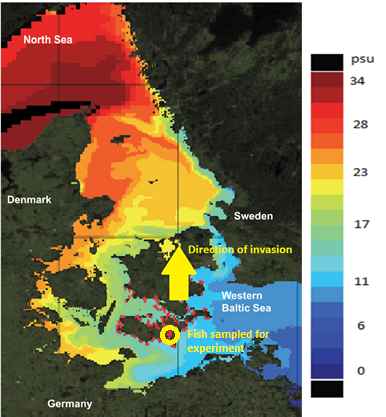 psu
North Sea
34
28
23
Denmark
Sweden
17
Direction of invasion
Western
Baltic Sea
11
6
Fish sampled for
experiment
0
Germany